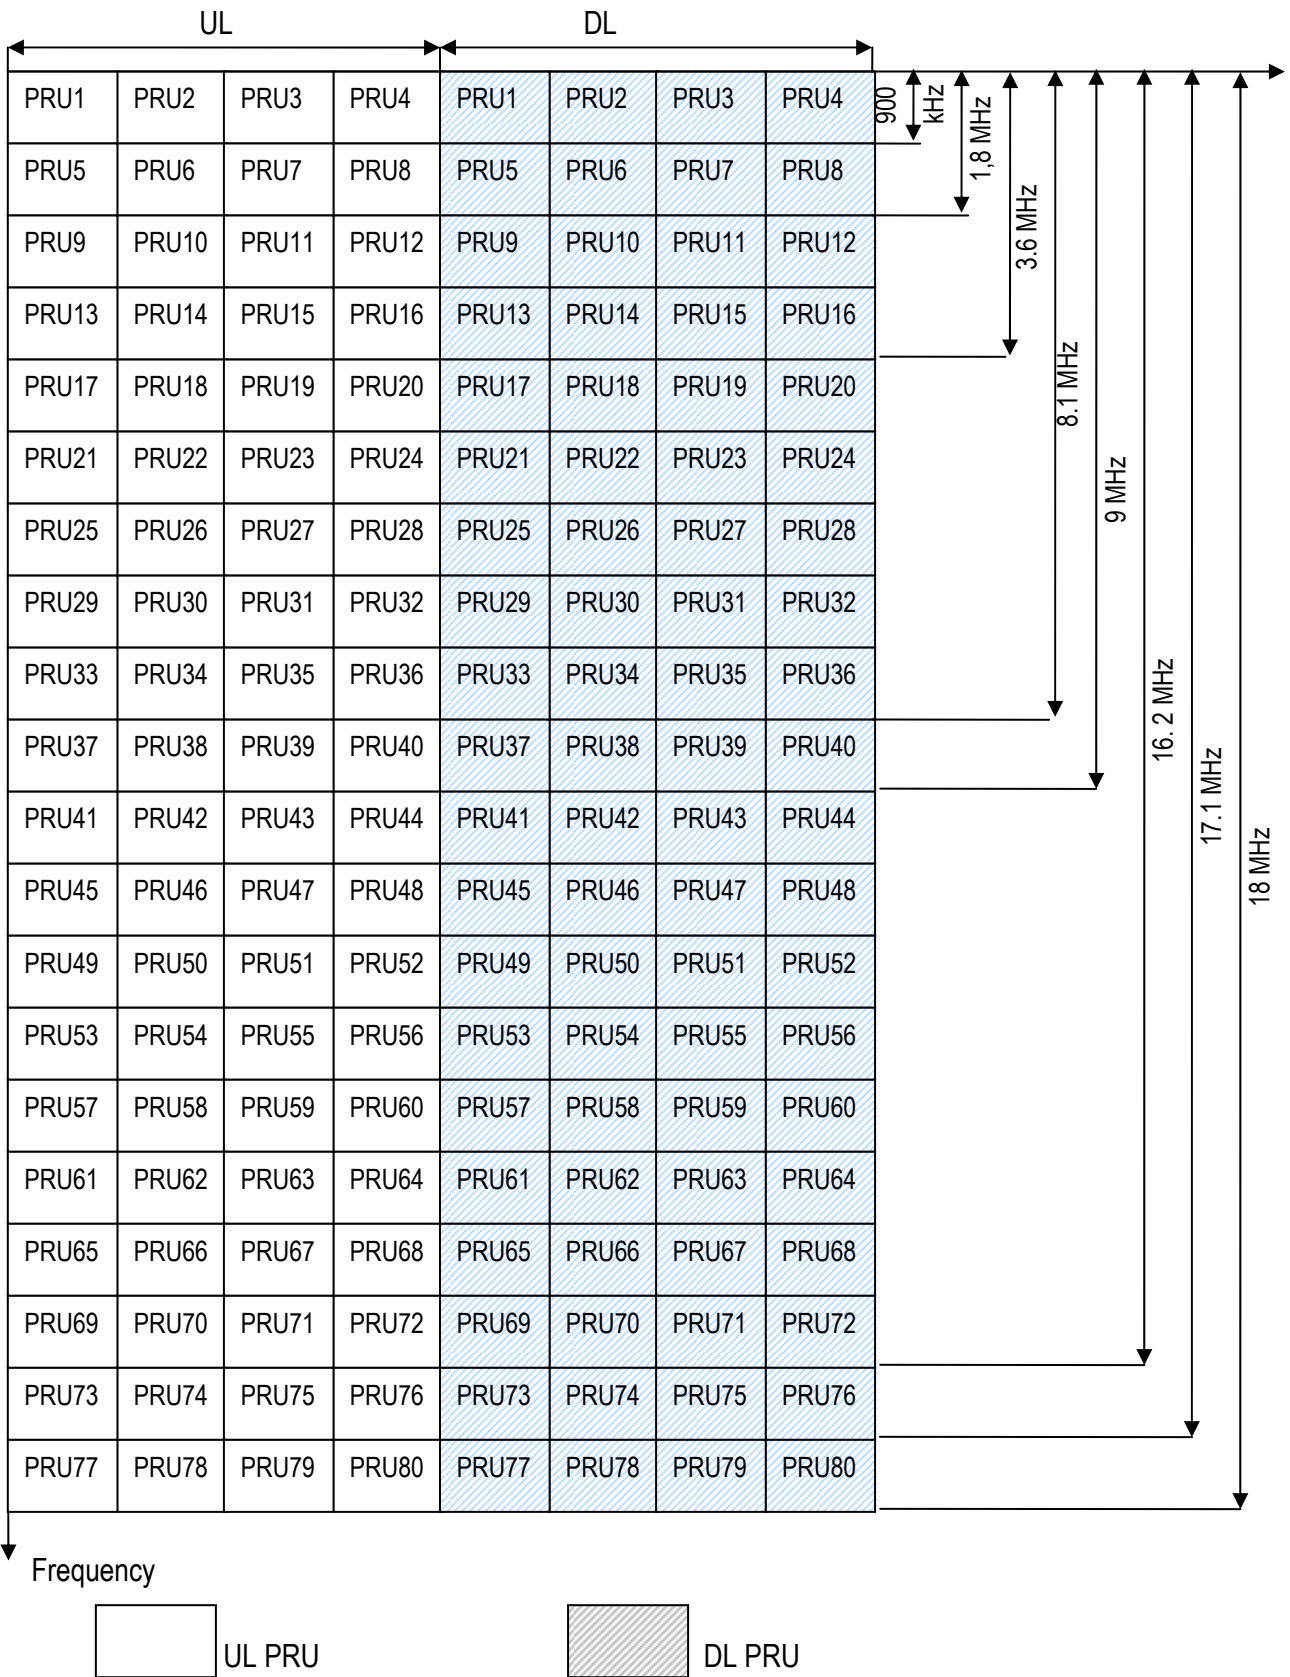 UL DL
PRU1 PRU2 PRU3 PRU4 PRU1 PRU2 PRU3 PRU4
PRU5 PRU6 PRU7 PRU8 PRU5 PRU6 PRU7 PRU8
PRU9 PRU10 PRU11 PRU12 PRU9 PRU10 PRU11 PRU12
PRU13 PRU14 PRU15 PRU16 PRU13 PRU14 PRU15 PRU16
PRU17 PRU18 PRU19 PRU20 PRU17 PRU18 PRU19 PRU20
PRU21 PRU22 PRU23 PRU24 PRU21 PRU22 PRU23 PRU24
PRU25 PRU26 PRU27 PRU28 PRU25 PRU26 PRU27 PRU28
PRU29 PRU30 PRU31 PRU32 PRU29 PRU30 PRU31 PRU32
PRU33 PRU34 PRU35 PRU36 PRU33 PRU34 PRU35 PRU36
PRU37 PRU38 PRU39 PRU40 PRU37 PRU38 PRU39 PRU40
PRU41 PRU42 PRU43 PRU44 PRU41 PRU42 PRU43 PRU44
PRU45 PRU46 PRU47 PRU48 PRU45 PRU46 PRU47 PRU48
PRU49 PRU50 PRU51 PRU52 PRU49 PRU50 PRU51 PRU52
PRU53 PRU54 PRU55 PRU56 PRU53 PRU54 PRU55 PRU56
PRU57 PRU58 PRU59 PRU60 PRU57 PRU58 PRU59 PRU60
PRU61 PRU62 PRU63 PRU64 PRU61 PRU62 PRU63 PRU64
PRU65 PRU66 PRU67 PRU68 PRU65 PRU66 PRU67 PRU68
PRU69 PRU70 PRU71 PRU72 PRU69 PRU70 PRU71 PRU72
PRU73 PRU74 PRU75 PRU76 PRU73 PRU74 PRU75 PRU76
PRU77 PRU78 PRU79 PRU80 PRU77 PRU78 PRU79 PRU80
900
kHz
1,8 MHz
3.6 MHz
8.1 MHz
9 MHz
16. 2 MHz
17.1 MHz
18 MHz
Frequency
UL PRU
DL PRU